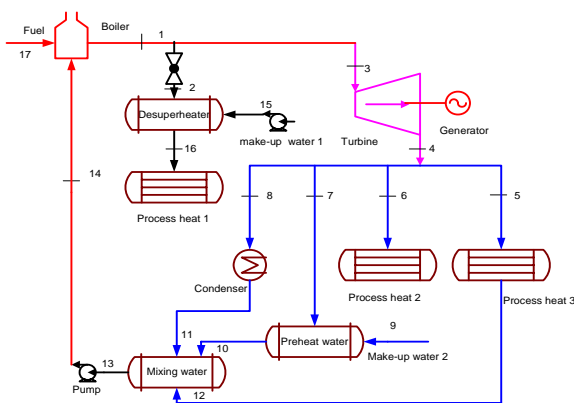 Fuel
Boiler
1
17
3
2
Desuperheater
15
make-up water 1
Turbine
Generator
16
4
14
Process heat 1
8
7
6
5
Condenser
Process heat 2
Process heat 3
9
11
10
Preheat water
Make-up water 2
13
Mixing water
Pump
12